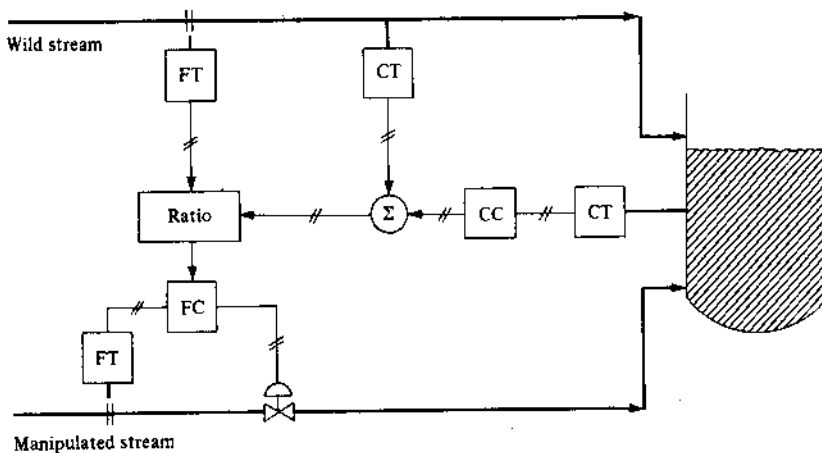 Wild stream
FT
CT
Ratio
Σ
CC
CT
FC
FT
Manipulated stream